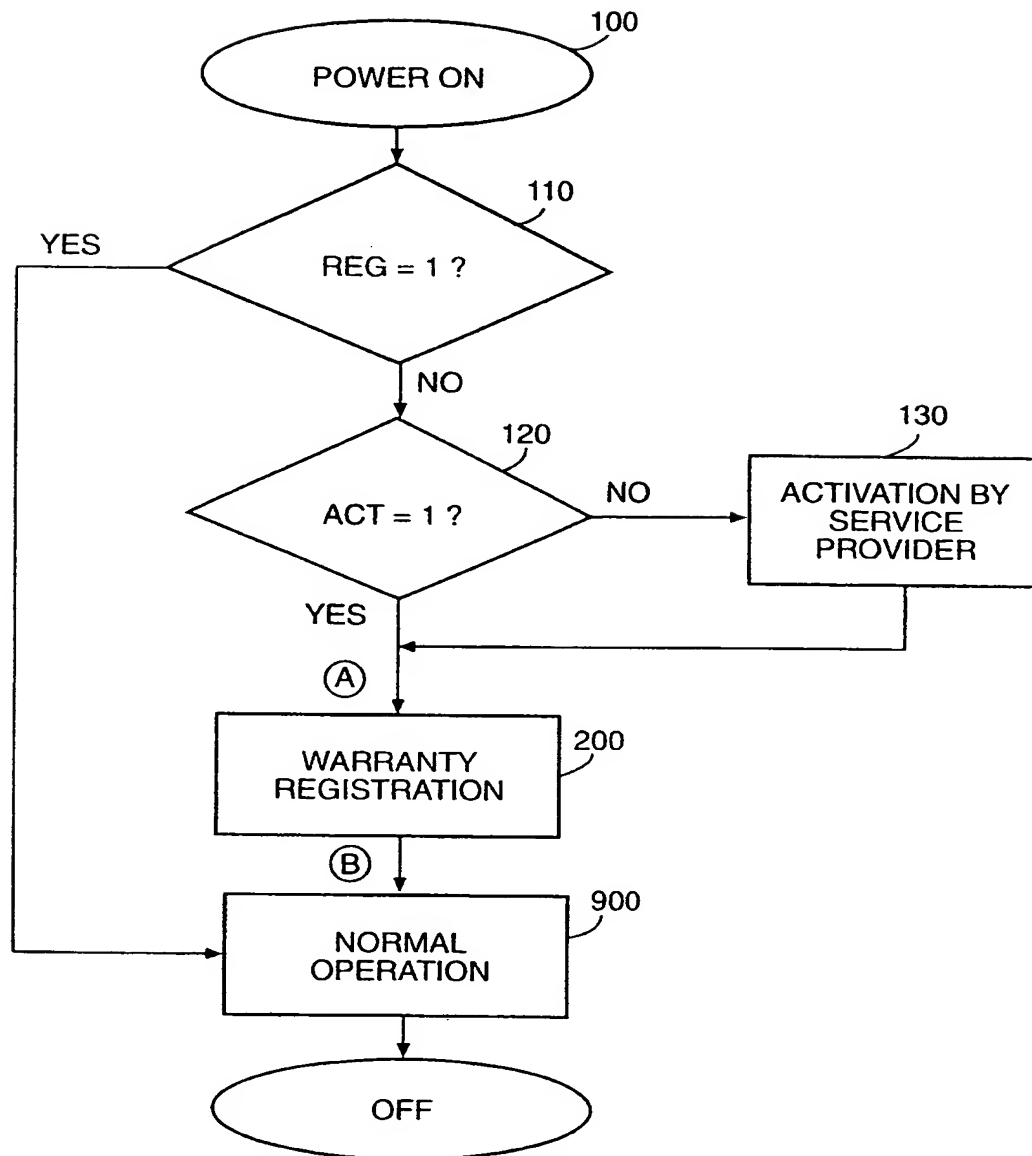 100
POWER ON
110
YES
REG = 1 ?
NO
120
130
ACT = 1 ?
NO
ACTIVATION BY
SERVICE
PROVIDER
YES
A
200
WARRANTY
REGISTRATION
B
900
NORMAL
OPERATION
OFF